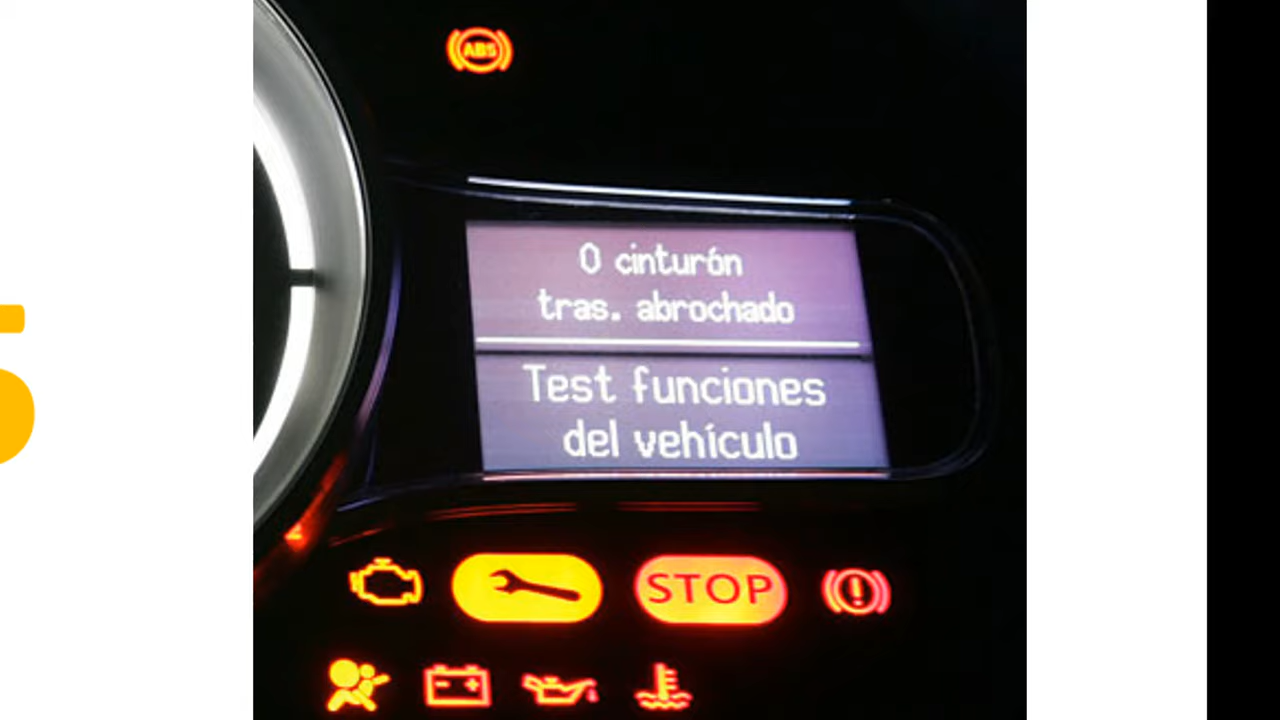 ABS
0 cinturón
tras. abrochado
Test funciones
del vehículo
STOP